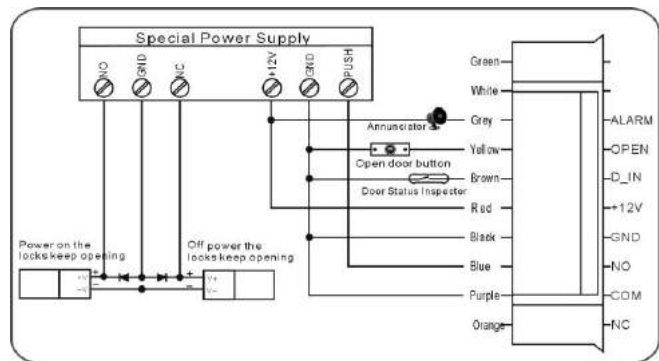 Special Power Supply
NO
GND
NC
+12V
GND
PUSH
Green
White
Grey
ALARM
Annunciator
Yellow
OPEN
Open door button
Brown
D_IN
Door Status Inspester
Red
+12V
Black
GND
Blue
NO
Purple
COM
Orange
NC
Power on the
locks keep opening
+V
+
−V
−
Off power the
locks keep opening
+
V+
−